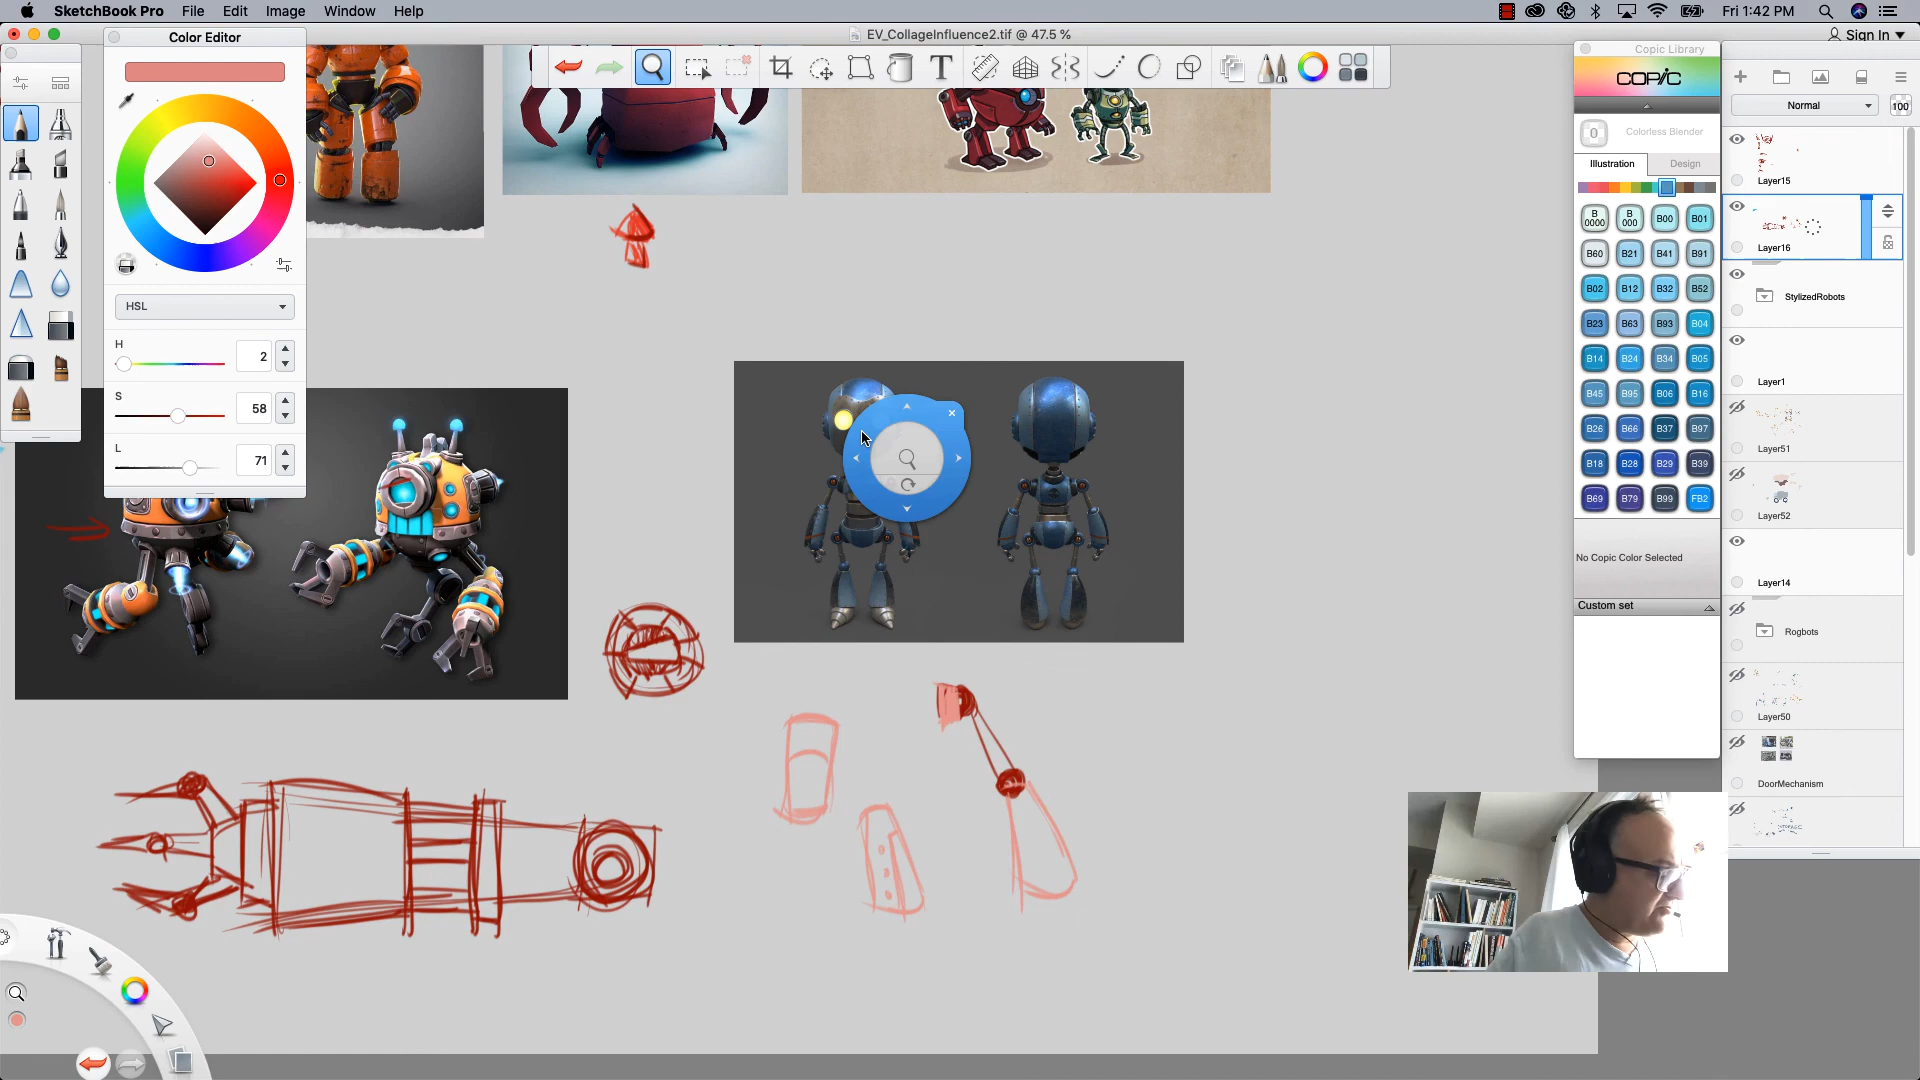 SketchBook Pro File Edit Image Window Help
Fri 1:42 PM
EV_CollageInfluence2.tif @ 47.5 %
Sign In
Color Editor
HSL
H
2
S
58
L
71
T
Copic Library
COPIC
0 Colorless Blender
Illustration Design
B0000 B000 B00 B01
B60 B21 B41 B91
B02 B12 B32 B52
B23 B63 B93 B04
B14 B24 B34 B05
B45 B95 B06 B16
B26 B66 B37 B97
B18 B28 B29 B39
B69 B79 B99 FB2
No Copic Color Selected
Custom set
Normal
100
Layer15
Layer16
StylizedRobots
Layer1
Layer51
Layer52
Layer14
Rogbots
Layer50
DoorMechanism